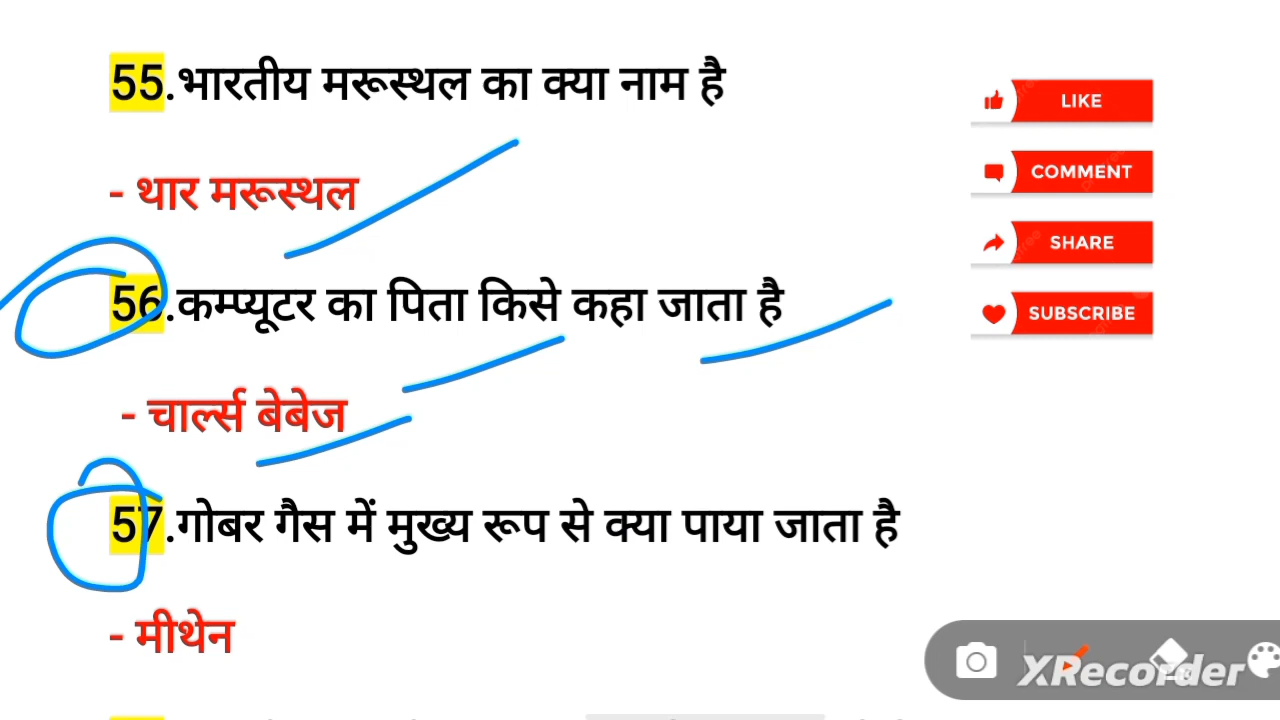 55.भारतीय मरूस्थल का क्या नाम है
- थार मरूस्थल
56.कम्प्यूटर का पिता किसे कहा जाता है
- चार्ल्स बेबेज
57.गोबर गैस में मुख्य रूप से क्या पाया जाता है
- मीथेन
LIKE
COMMENT
SHARE
SUBSCRIBE
XRecorder